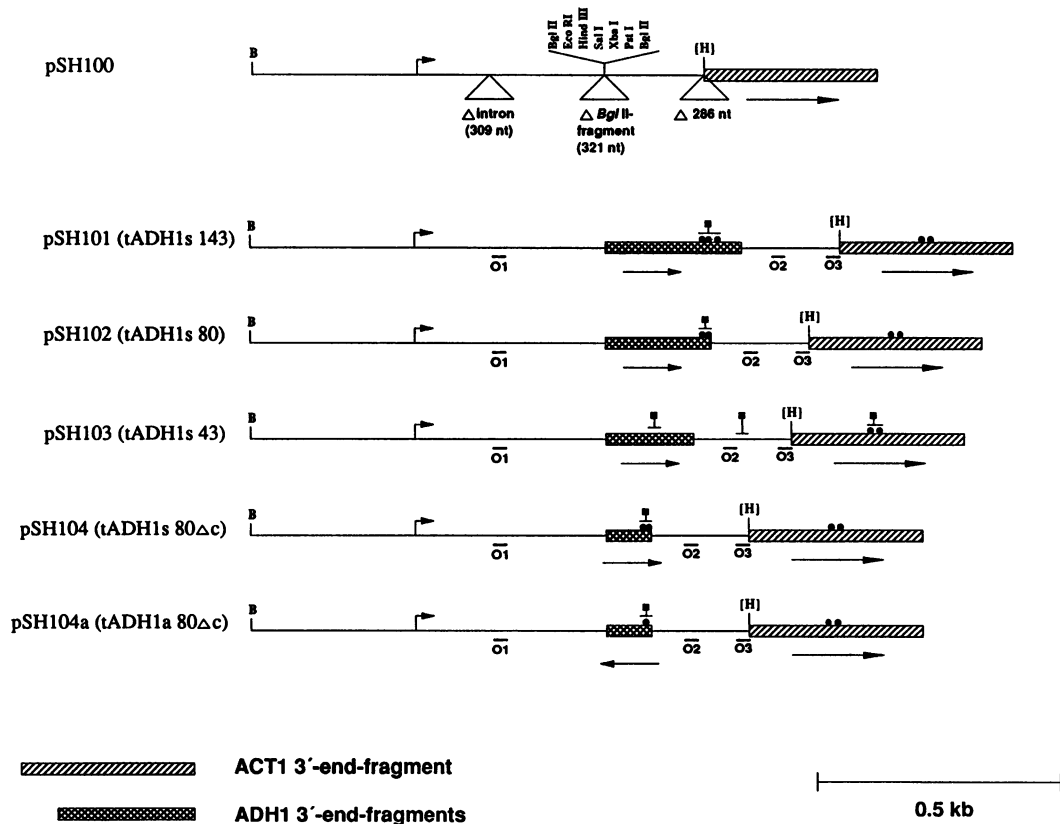 Bgl II
Eco RI
Hind III
Sal I
Xba I
Pst I
Bgl II
pSH100
B
[H]
△ intron
(309 nt)
△ Bgl II-
fragment
(321 nt)
△ 286 nt
pSH101 (tADH1s 143)
B
[H]
O1
O2
O3
pSH102 (tADH1s 80)
B
[H]
O1
O2
O3
pSH103 (tADH1s 43)
B
[H]
O1
O2
O3
pSH104 (tADH1s 80△c)
B
[H]
O1
O2
O3
pSH104a (tADH1a 80△c)
B
[H]
O1
O2
O3
ACT1 3´-end-fragment
ADH1 3´-end-fragments
0.5 kb